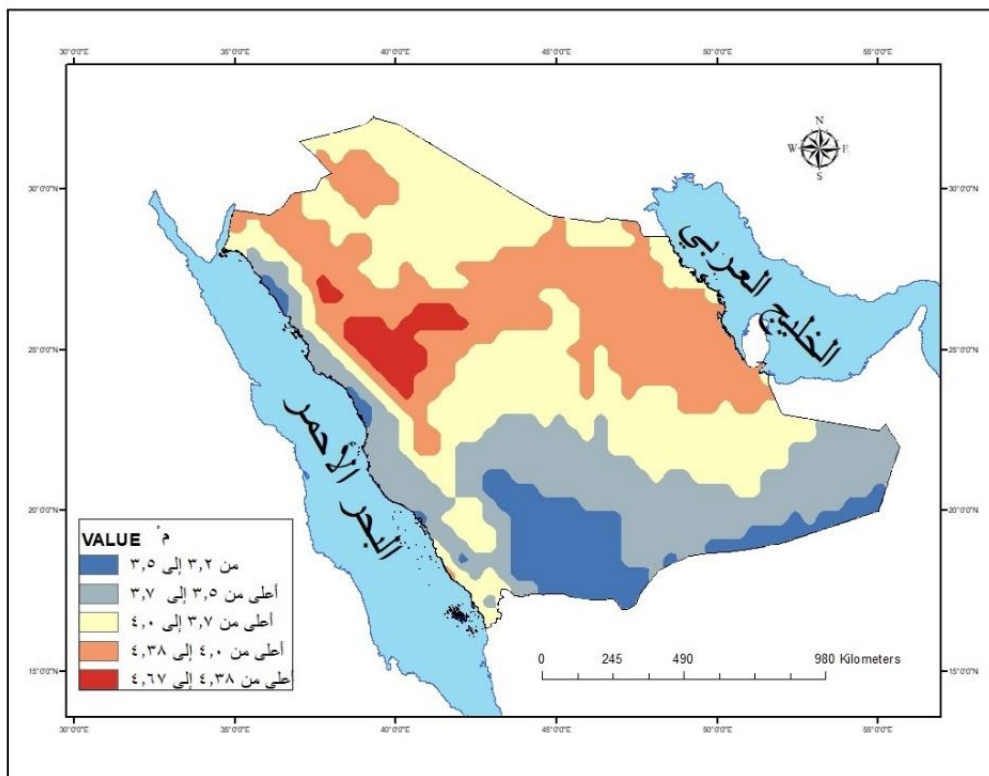 30°0'0"E 35°0'0"E 40°0'0"E 45°0'0"E 50°0'0"E 55°0'0"E
N
W E
S
30°0'0"N 30°0'0"N
الخليج العربي
25°0'0"N 25°0'0"N
البحر الأحمر
20°0'0"N 20°0'0"N
VALUE م°
من ٣,٢ إلى ٣,٥
أعلى من ٣,٥ إلى ٣,٧
أعلى من ٣,٧ إلى ٤,٠
أعلى من ٤,٠ إلى ٤,٣٨
أعلى من ٤,٣٨ إلى ٤,٦٧
0 245 490 980 Kilometers
15°0'0"N 15°0'0"N
30°0'0"E 35°0'0"E 40°0'0"E 45°0'0"E 50°0'0"E 55°0'0"E